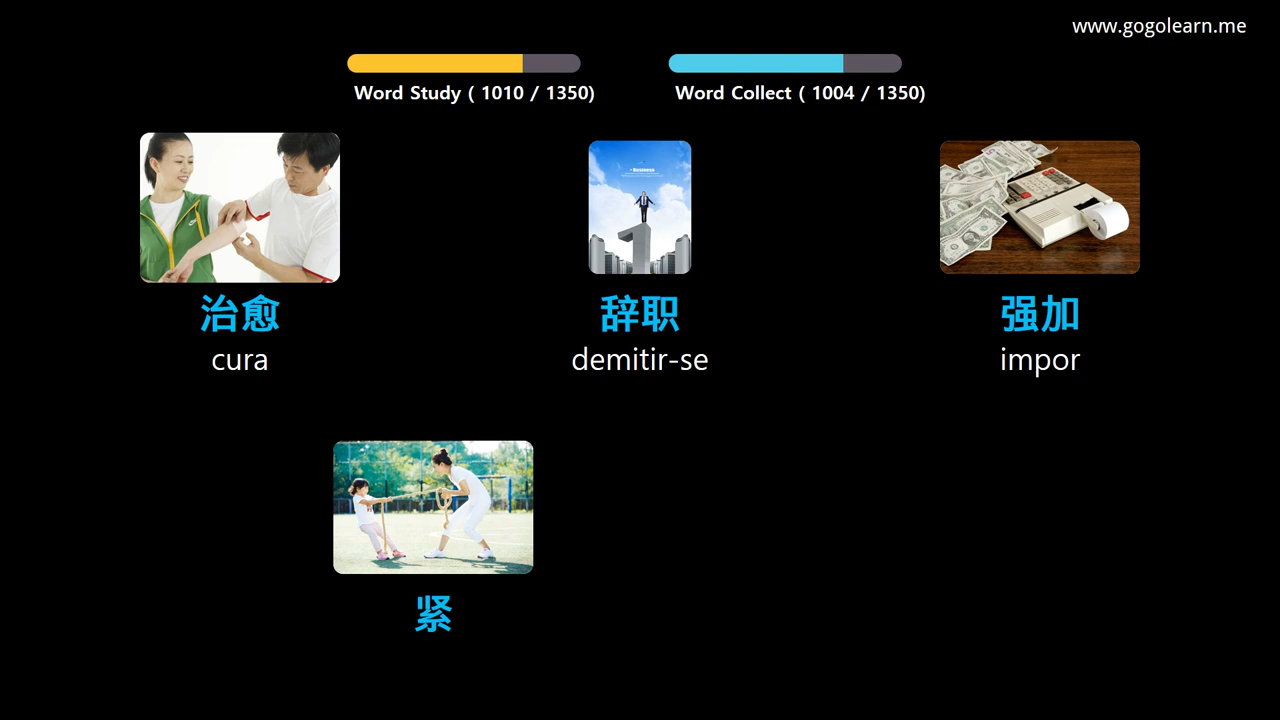 www.gogolearn.me
Word Study ( 1010 / 1350)
Word Collect ( 1004 / 1350)
治愈
cura
辞职
demitir-se
强加
impor
紧